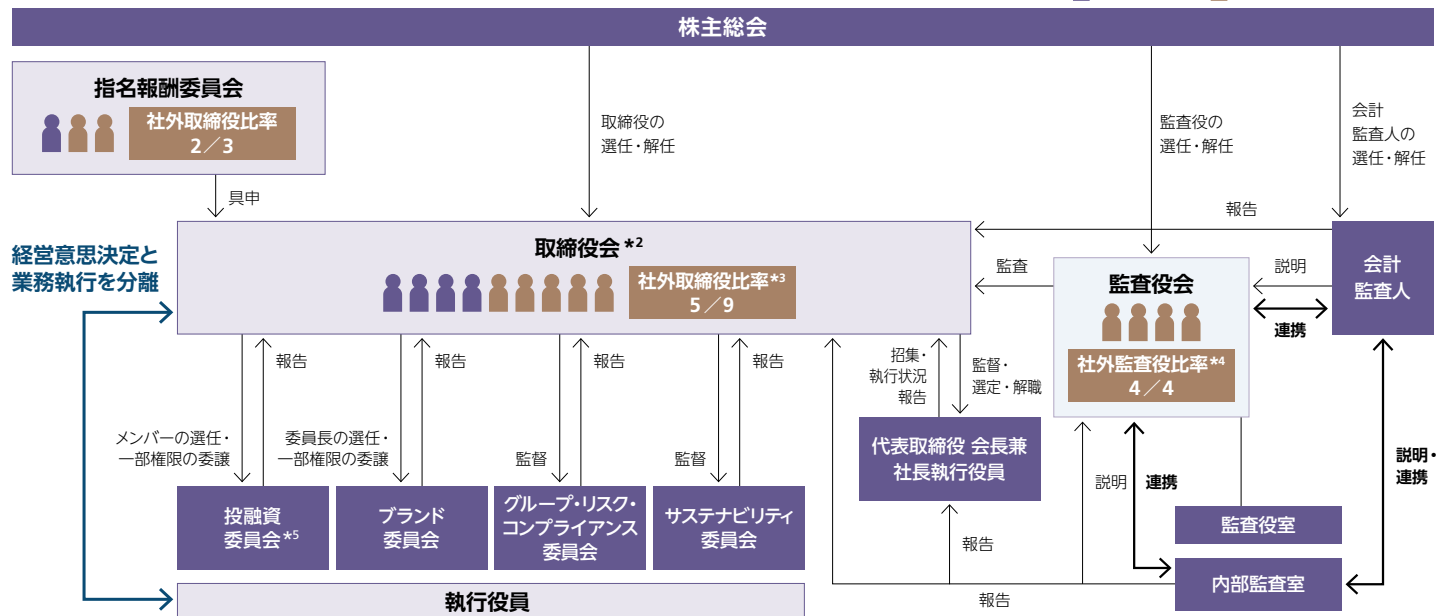 株主総会
指名報酬委員会
社外取締役比率
2／3
取締役の
選任・解任
監査役の
選任・解任
会計
監査人の
選任・解任
具申
報告
経営意思決定と
業務執行を分離
取締役会*2
社外取締役比率*3
5／9
監査
監査役会
社外監査役比率*4
4／4
説明
連携
会計
監査人
報告
報告
報告
報告
招集・
執行状況
報告
監督・
選定・解職
メンバーの選任・
一部権限の委譲
委員長の選任・
一部権限の委譲
監督
監督
代表取締役 会長兼
社長執行役員
説明
連携
説明・
連携
投融資
委員会*5
ブランド
委員会
グループ・リスク・
コンプライアンス
委員会
サステナビリティ
委員会
監査役室
報告
内部監査室
報告
執行役員